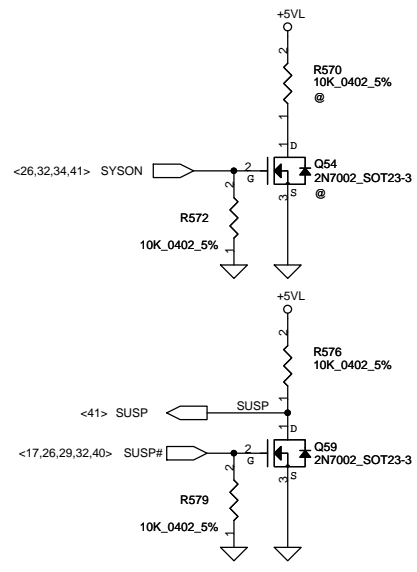 +5VL
2
R570
10K_0402_5%
@
1
1
D
Q54
2N7002_SOT23-3
@
<26,32,34,41> SYSON
2
G
3
S
2
R572
10K_0402_5%
1
+5VL
2
R576
10K_0402_5%
1
<41> SUSP
SUSP
1
D
Q59
2N7002_SOT23-3
<17,26,29,32,40> SUSP#
2
G
3
S
2
R579
10K_0402_5%
1